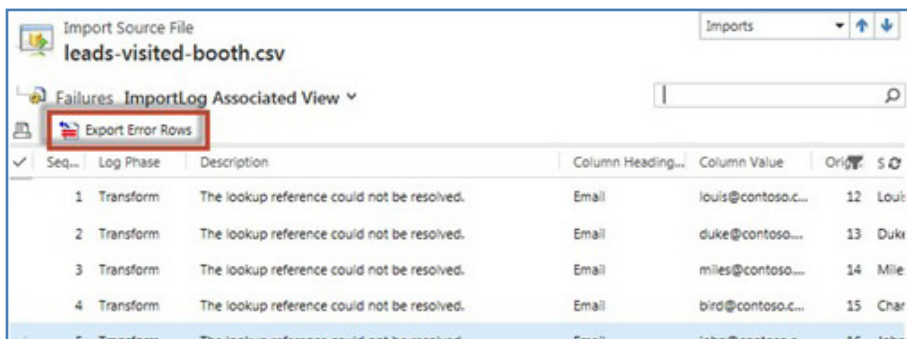 Import Source File
Imports
leads-visited-booth.csv
Failures ImportLog Associated View
Export Error Rows
Seq... Log Phase Description Column Heading... Column Value Orig S
1 Transform The lookup reference could not be resolved. Email louis@contoso.c... 12 Loui
2 Transform The lookup reference could not be resolved. Email duke@contoso.... 13 Duke
3 Transform The lookup reference could not be resolved. Email miles@contoso.... 14 Mile
4 Transform The lookup reference could not be resolved. Email bird@contoso.c... 15 Char